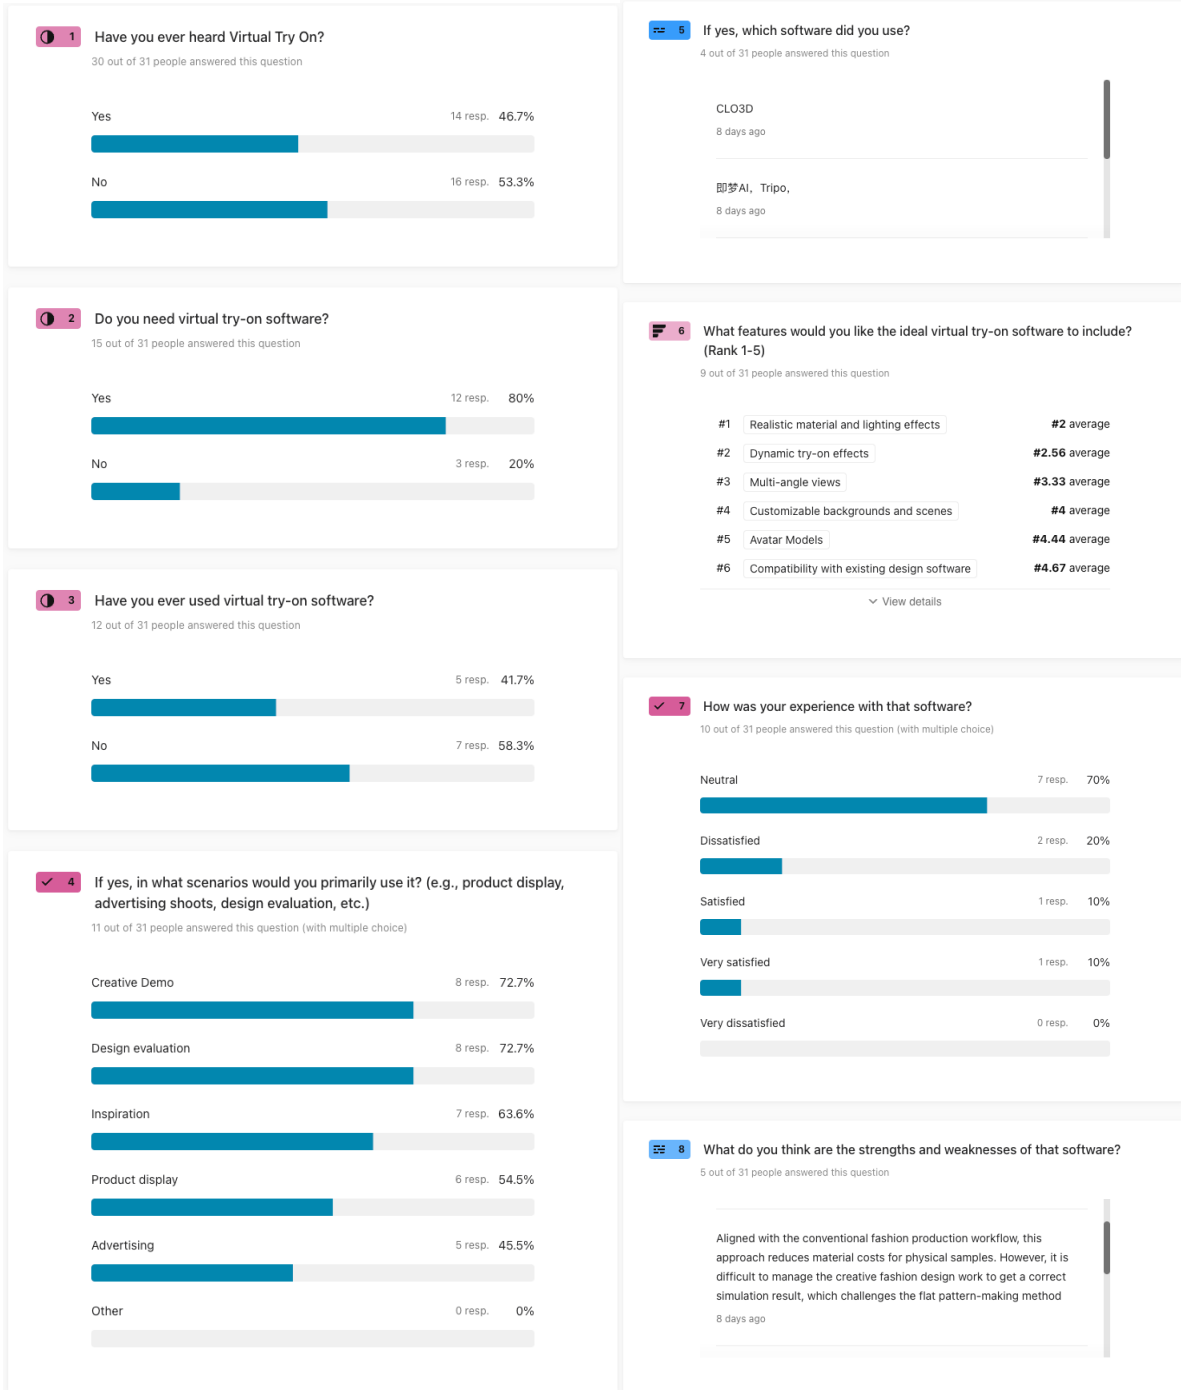 1 Have you ever heard Virtual Try On?
30 out of 31 people answered this question
Yes 14 resp. 46.7%
No 16 resp. 53.3%
2 Do you need virtual try-on software?
15 out of 31 people answered this question
Yes 12 resp. 80%
No 3 resp. 20%
3 Have you ever used virtual try-on software?
12 out of 31 people answered this question
Yes 5 resp. 41.7%
No 7 resp. 58.3%
4 If yes, in what scenarios would you primarily use it? (e.g., product display,
advertising shoots, design evaluation, etc.)
11 out of 31 people answered this question (with multiple choice)
Creative Demo 8 resp. 72.7%
Design evaluation 8 resp. 72.7%
Inspiration 7 resp. 63.6%
Product display 6 resp. 54.5%
Advertising 5 resp. 45.5%
Other 0 resp. 0%
5 If yes, which software did you use?
4 out of 31 people answered this question
CLO3D
8 days ago
即梦AI，Tripo,
8 days ago
6 What features would you like the ideal virtual try-on software to include?
(Rank 1-5)
9 out of 31 people answered this question
#1 Realistic material and lighting effects #2 average
#2 Dynamic try-on effects #2.56 average
#3 Multi-angle views #3.33 average
#4 Customizable backgrounds and scenes #4 average
#5 Avatar Models #4.44 average
#6 Compatibility with existing design software #4.67 average
View details
7 How was your experience with that software?
10 out of 31 people answered this question (with multiple choice)
Neutral 7 resp. 70%
Dissatisfied 2 resp. 20%
Satisfied 1 resp. 10%
Very satisfied 1 resp. 10%
Very dissatisfied 0 resp. 0%
8 What do you think are the strengths and weaknesses of that software?
5 out of 31 people answered this question
Aligned with the conventional fashion production workflow, this
approach reduces material costs for physical samples. However, it is
difficult to manage the creative fashion design work to get a correct
simulation result, which challenges the flat pattern-making method
8 days ago